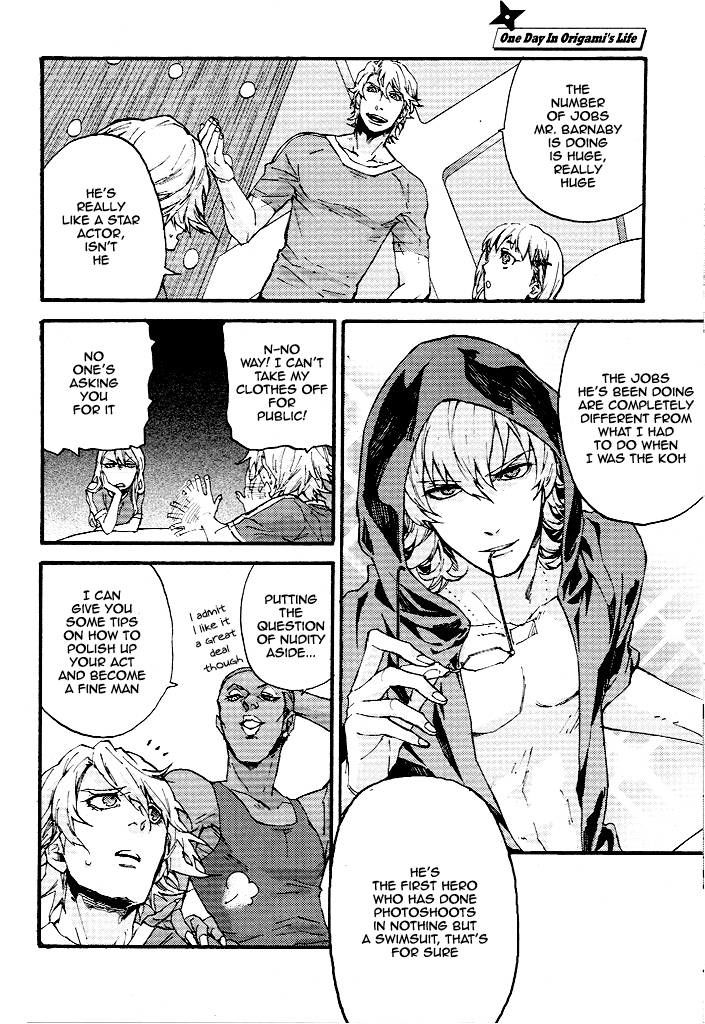 One Day In Origami's Life
THE
NUMBER
OF JOBS
MR. BARNABY
IS DOING
IS HUGE,
REALLY
HUGE
HE'S
REALLY
LIKE A STAR
ACTOR,
ISN'T
HE
THE JOBS
HE'S BEEN DOING
ARE COMPLETELY
DIFFERENT FROM
WHAT I HAD
TO DO WHEN
I WAS THE KOH
HE'S
THE FIRST HERO
WHO HAS DONE
PHOTOSHOOTS
IN NOTHING BUT
A SWIMSUIT, THAT'S
FOR SURE
N-NO
WAY! I CAN'T
TAKE MY
CLOTHES OFF
FOR
PUBLIC!
NO
ONE'S
ASKING
YOU
FOR IT
PUTTING
THE
QUESTION OF
NUDITY
ASIDE...
I admit
I like it
a great
deal
though
I CAN
GIVE YOU
SOME TIPS
ON HOW TO
POLISH UP
YOUR ACT
AND BECOME
A FINE MAN